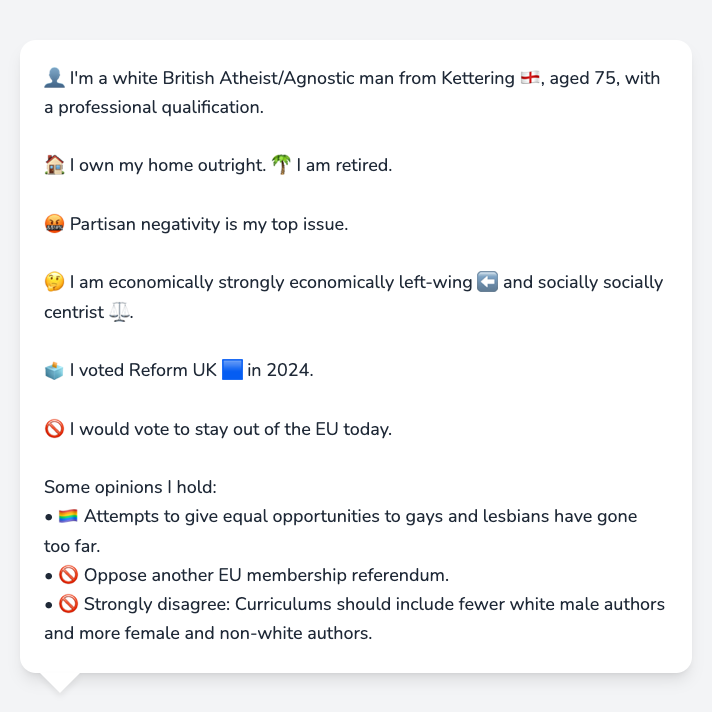 👤 I'm a white British Atheist/Agnostic man from Kettering 🏴󠁧󠁢󠁥󠁮󠁧󠁿, aged 75, with
a professional qualification.
🏠 I own my home outright. 🌴 I am retired.
🤬 Partisan negativity is my top issue.
🤔 I am economically strongly economically left-wing ⬅️ and socially socially
centrist ⚖️.
🗳️ I voted Reform UK 🟦 in 2024.
🚫 I would vote to stay out of the EU today.
Some opinions I hold:
• 🏳️‍🌈 Attempts to give equal opportunities to gays and lesbians have gone
too far.
• 🚫 Oppose another EU membership referendum.
• 🚫 Strongly disagree: Curriculums should include fewer white male authors
and more female and non-white authors.